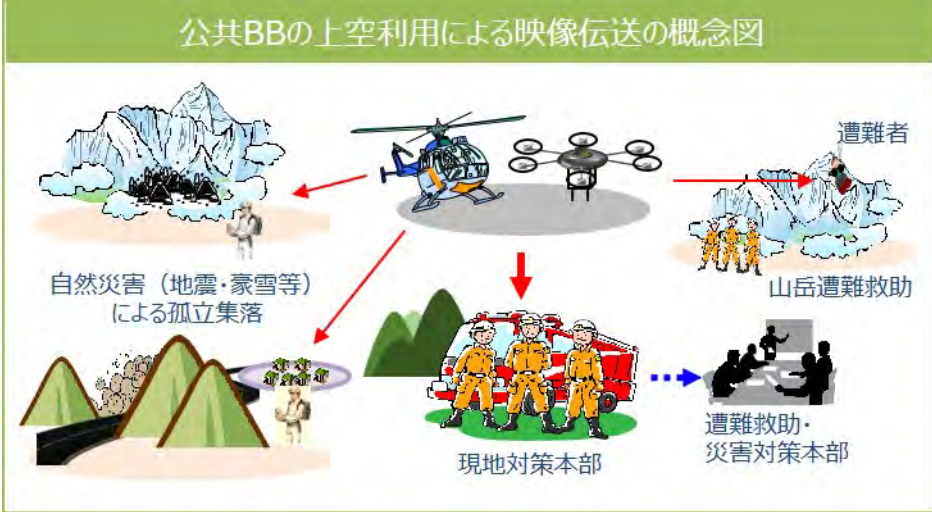 公共BBの上空利用による映像伝送の概念図
遭難者
自然災害（地震・豪雪等）
による孤立集落
山岳遭難救助
現地対策本部
遭難救助・
災害対策本部